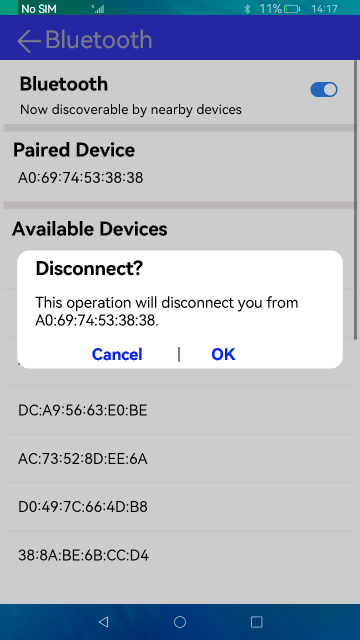 No SIM
11% 14:17
Bluetooth
Bluetooth
Now discoverable by nearby devices
Paired Device
A0:69:74:53:38:38
Available Devices
Disconnect?
This operation will disconnect you from
A0:69:74:53:38:38.
Cancel | OK
DC:A9:56:63:E0:BE
AC:73:52:8D:EE:6A
D0:49:7C:66:4D:B8
38:8A:BE:6B:CC:D4